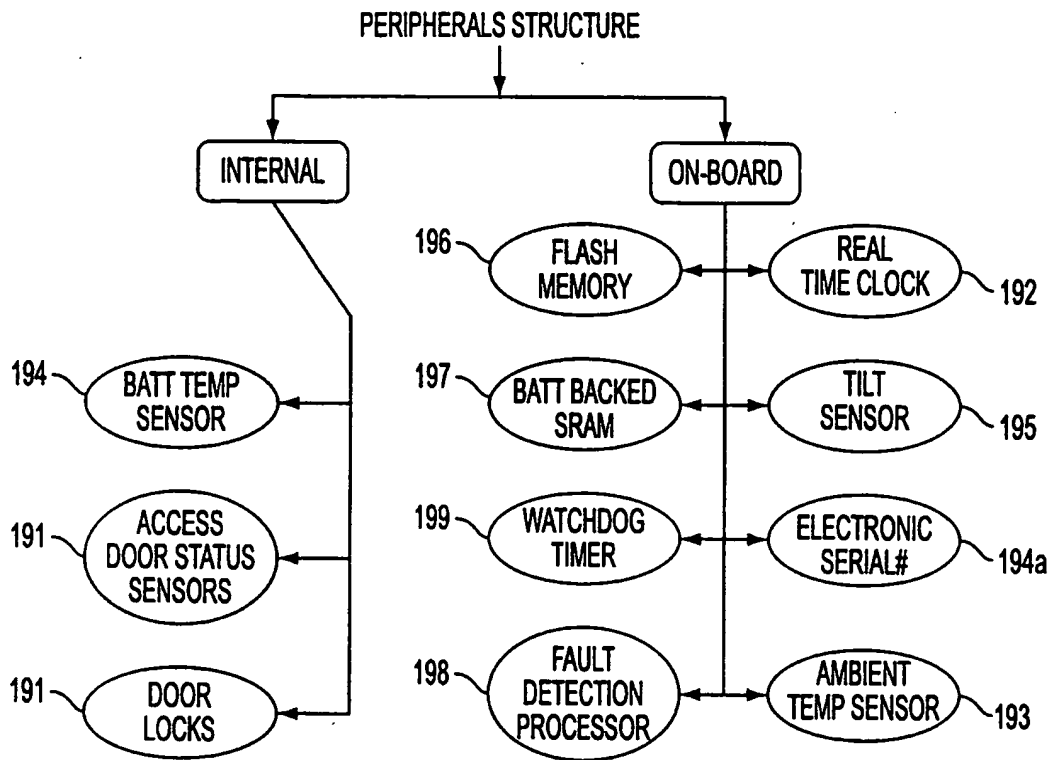 PERIPHERALS STRUCTURE
INTERNAL
ON-BOARD
196
FLASH
MEMORY
REAL
TIME CLOCK
192
194
BATT TEMP
SENSOR
197
BATT BACKED
SRAM
TILT
SENSOR
195
191
ACCESS
DOOR STATUS
SENSORS
199
WATCHDOG
TIMER
ELECTRONIC
SERIAL#
194a
191
DOOR
LOCKS
198
FAULT
DETECTION
PROCESSOR
AMBIENT
TEMP SENSOR
193